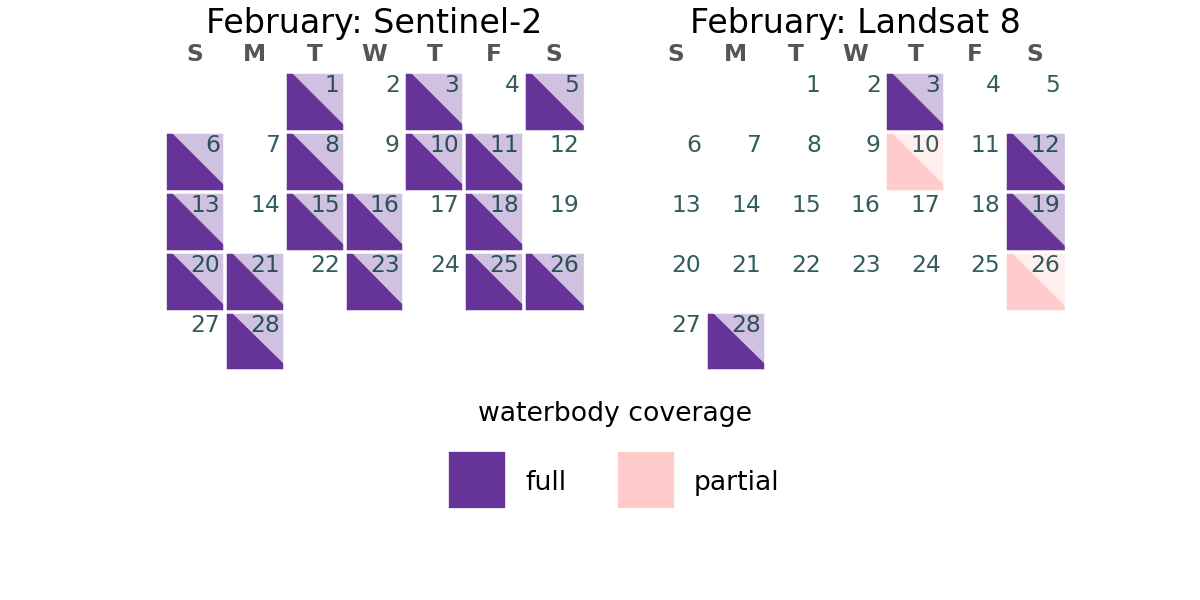 February: Sentinel-2
S M T W T F S
1 2 3 4 5
6 7 8 9 10 11 12
13 14 15 16 17 18 19
20 21 22 23 24 25 26
27 28
February: Landsat 8
S M T W T F S
1 2 3 4 5
6 7 8 9 10 11 12
13 14 15 16 17 18 19
20 21 22 23 24 25 26
27 28
waterbody coverage
full partial